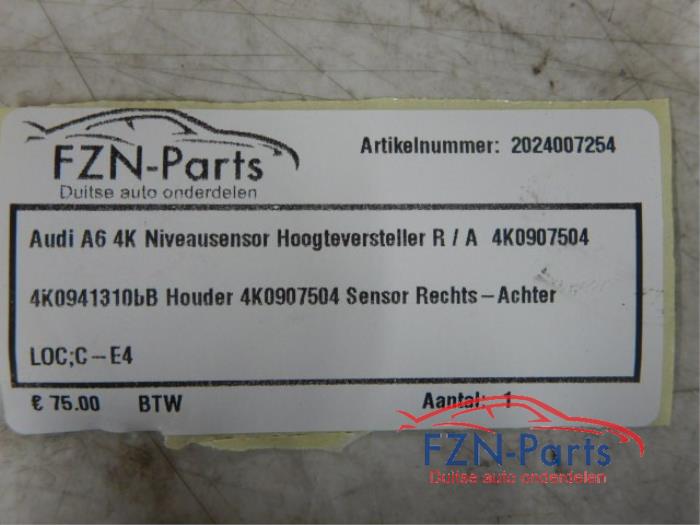 FZN-Parts
Duitse auto onderdelen
Artikelnummer: 2024007254
Audi A6 4K Niveausensor Hoogteversteller R / A 4K0907504
4K0941310bB Houder 4K0907504 Sensor Rechts-Achter
LOC;C-E4
€ 75.00 BTW Aantal: 1
FZN-Parts
Duitse auto onderdelen